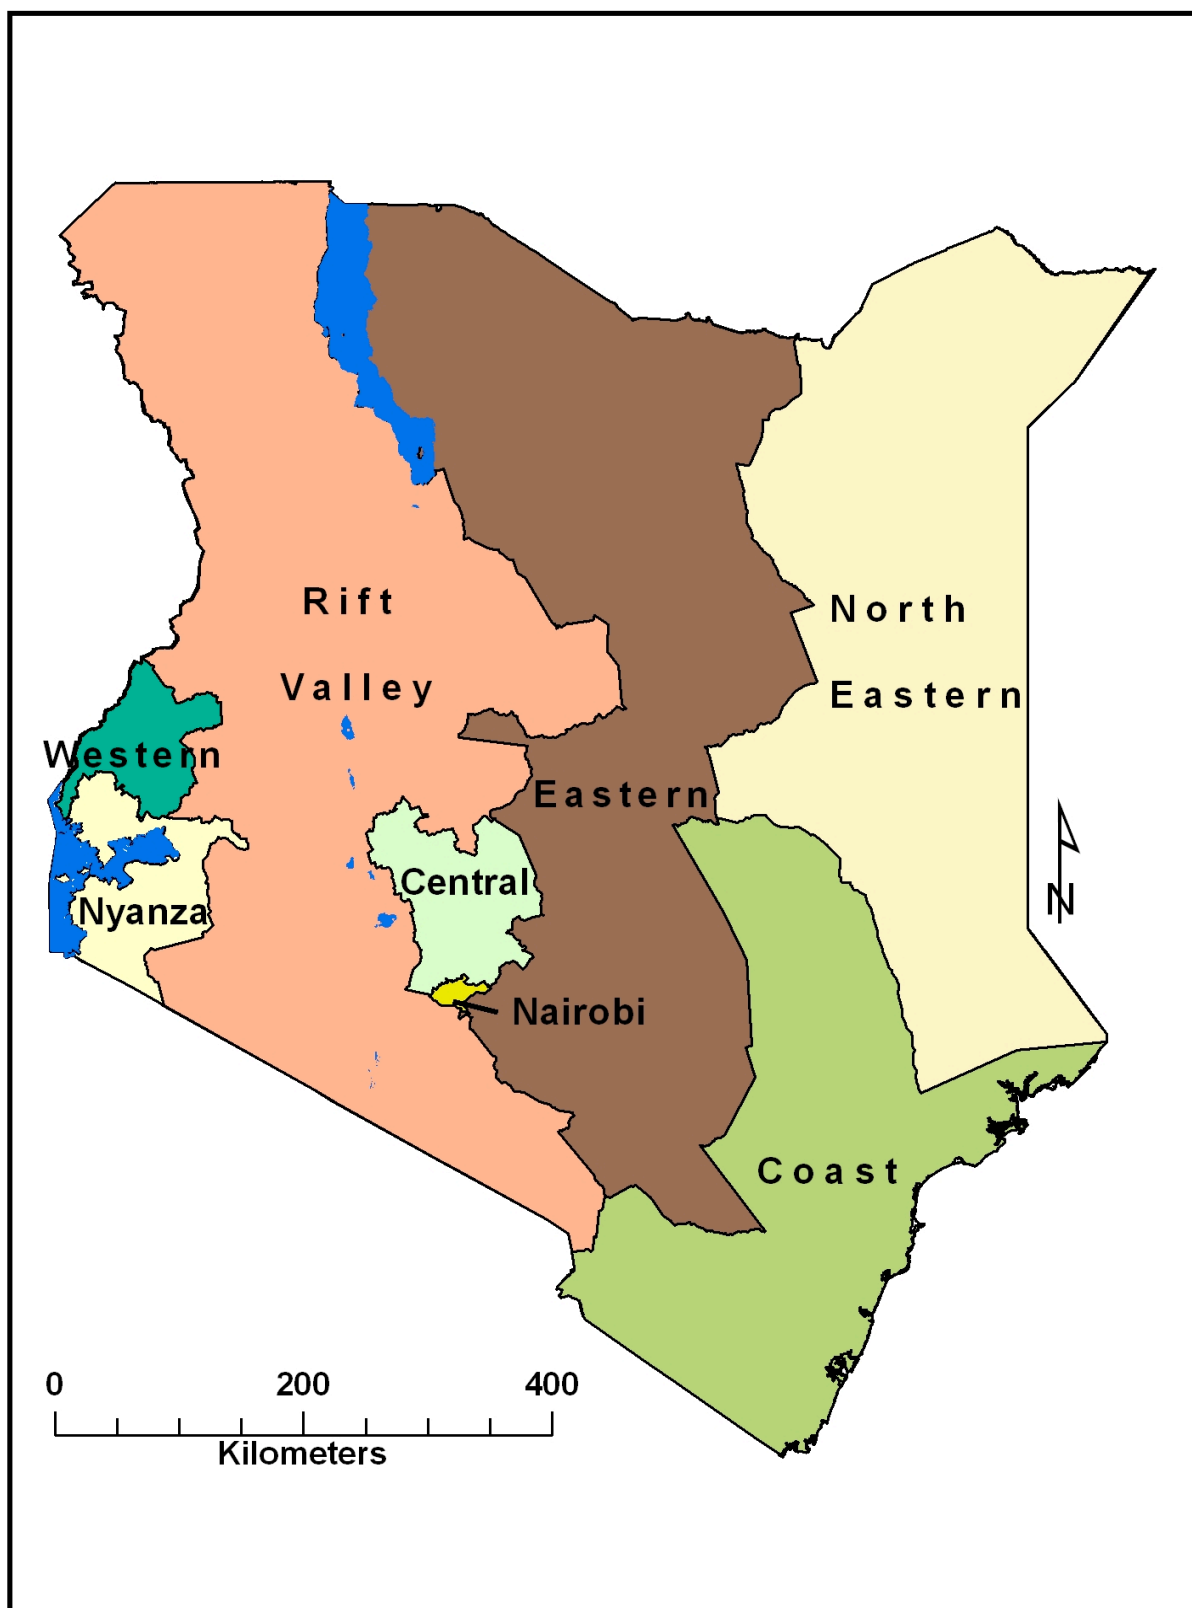 Rift
Valley
North
Eastern
Western
Eastern
Central
Nyanza
Nairobi
Coast
N
0 200 400
Kilometers